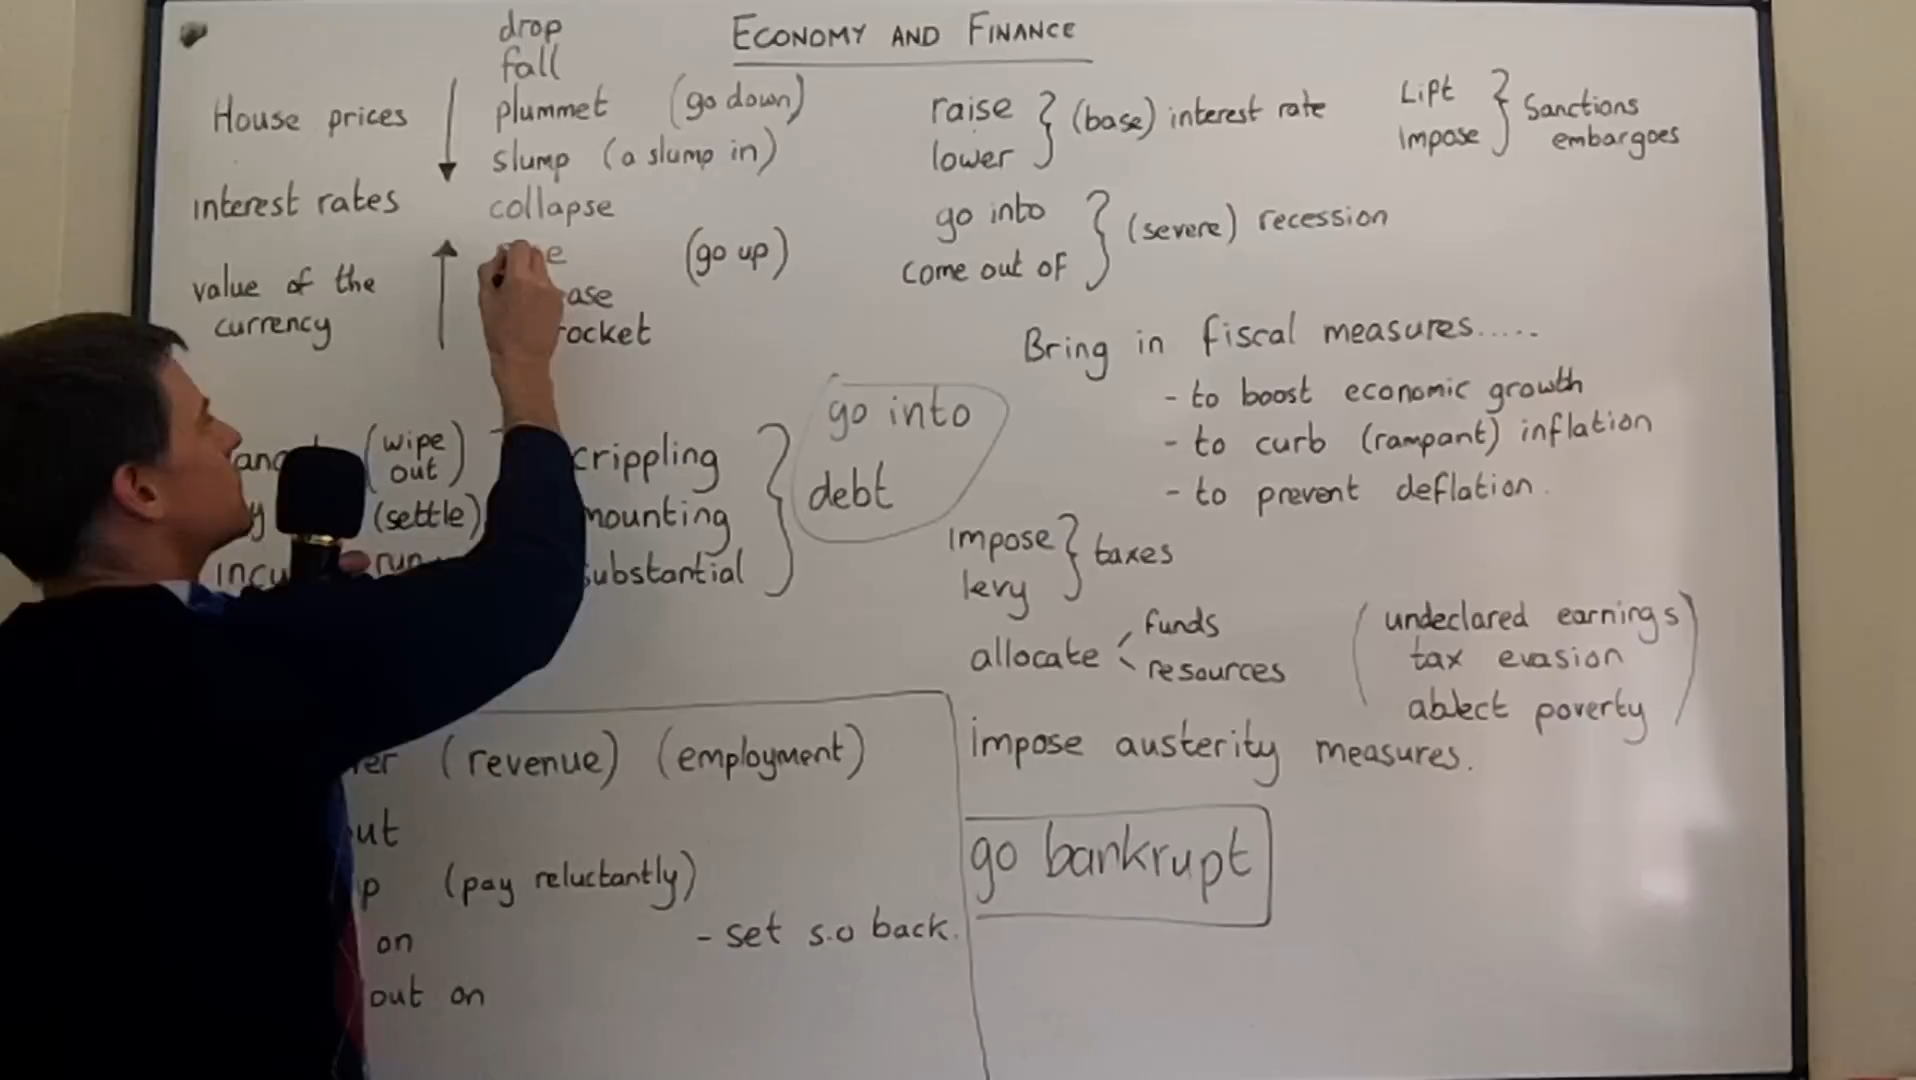 ECONOMY AND FINANCE
drop
fall
House prices
plummet (go down)
slump (a slump in)
interest rates
collapse
(go up)
value of the
currency
raise
lower
(base) interest rate
Lift
Impose
Sanctions
embargoes
go into
come out of
(severe) recession
Bring in fiscal measures.....
- to boost economic growth
- to curb (rampant) inflation
- to prevent deflation.
(wipe
out)
(settle)
run
crippling
mounting
substantial
go into
debt
impose
levy
taxes
allocate
funds
resources
(undeclared earnings)
tax evasion
abject poverty
impose austerity measures.
go bankrupt
(revenue) (employment)
(pay reluctantly)
on
- set s.o back.
out on